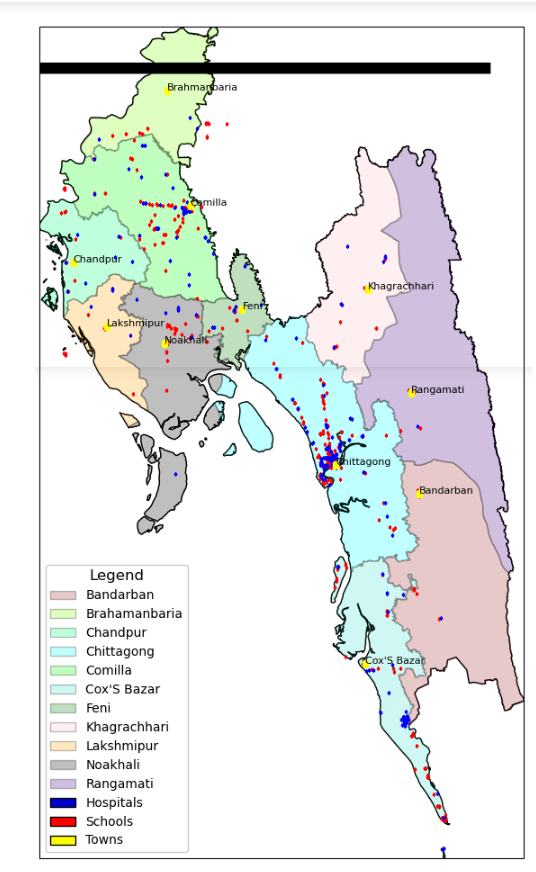 Brahmanbaria
Comilla
Chandpur
Khagrachhari
Feni
Lakshmipur
Noakhali
Rangamati
Chittagong
Bandarban
Cox'S Bazar
Legend
Bandarban
Brahamanbaria
Chandpur
Chittagong
Comilla
Cox'S Bazar
Feni
Khagrachhari
Lakshmipur
Noakhali
Rangamati
Hospitals
Schools
Towns